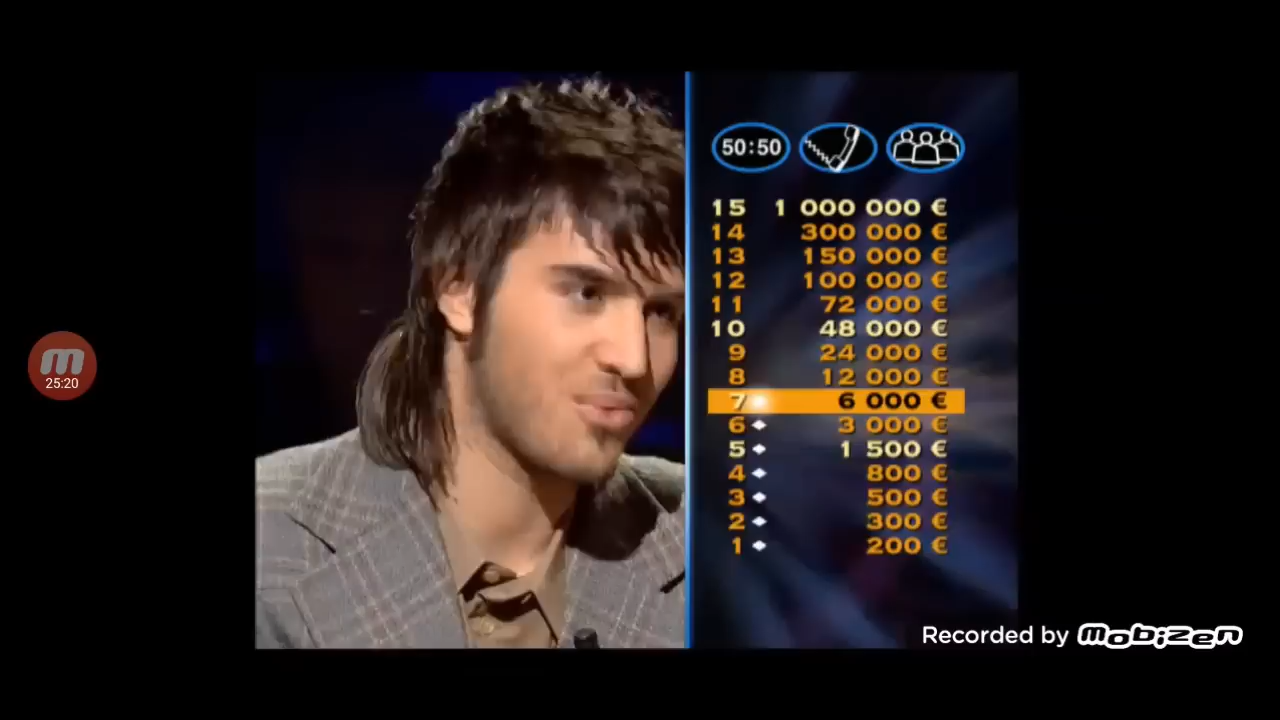 50:50
15 1 000 000 €
14 300 000 €
13 150 000 €
12 100 000 €
11 72 000 €
10 48 000 €
9 24 000 €
8 12 000 €
7 6 000 €
6 3 000 €
5 1 500 €
4 800 €
3 500 €
2 300 €
1 200 €
25:20
Recorded by MOBIZEN